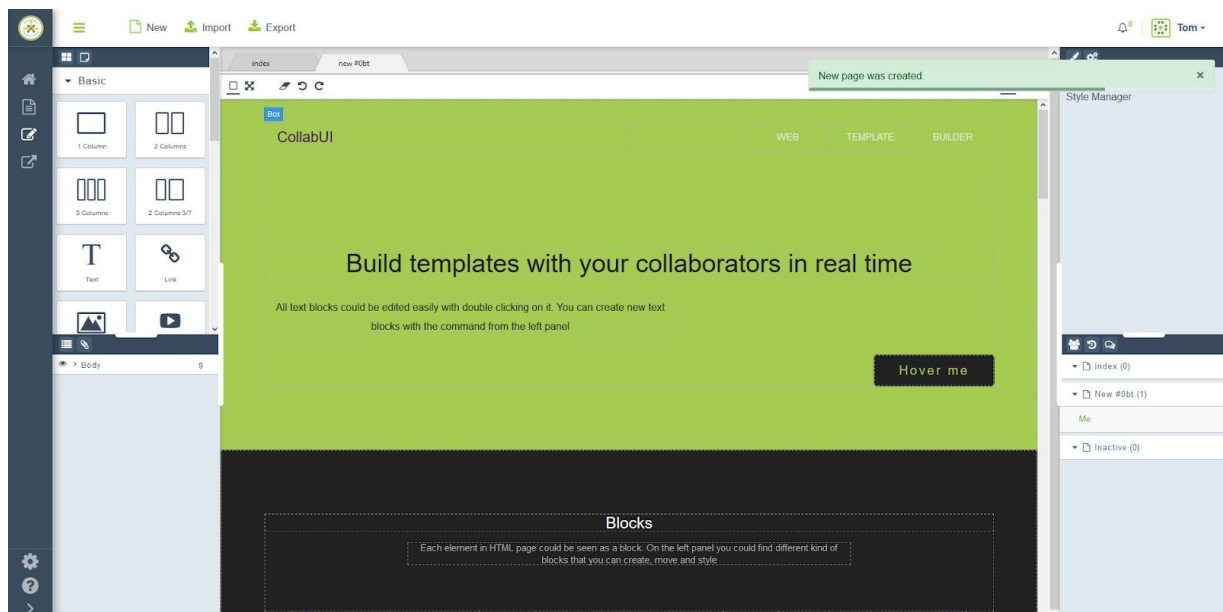 New Import Export
8
Tom
Basic
1 Column
2 Columns
3 Columns
2 Columns 3/7
Text
Link
Body 9
index
new #0bt
New page was created. ×
Style Manager
Box
CollabUI
WEB TEMPLATE BUILDER
Build templates with your collaborators in real time
All text blocks could be edited easily with double clicking on it. You can create new text
blocks with the command from the left panel
Hover me
Blocks
Each element in HTML page could be seen as a block. On the left panel you could find different kind of
blocks that you can create, move and style
Index (0)
New #0bt (1)
Me
Inactive (0)